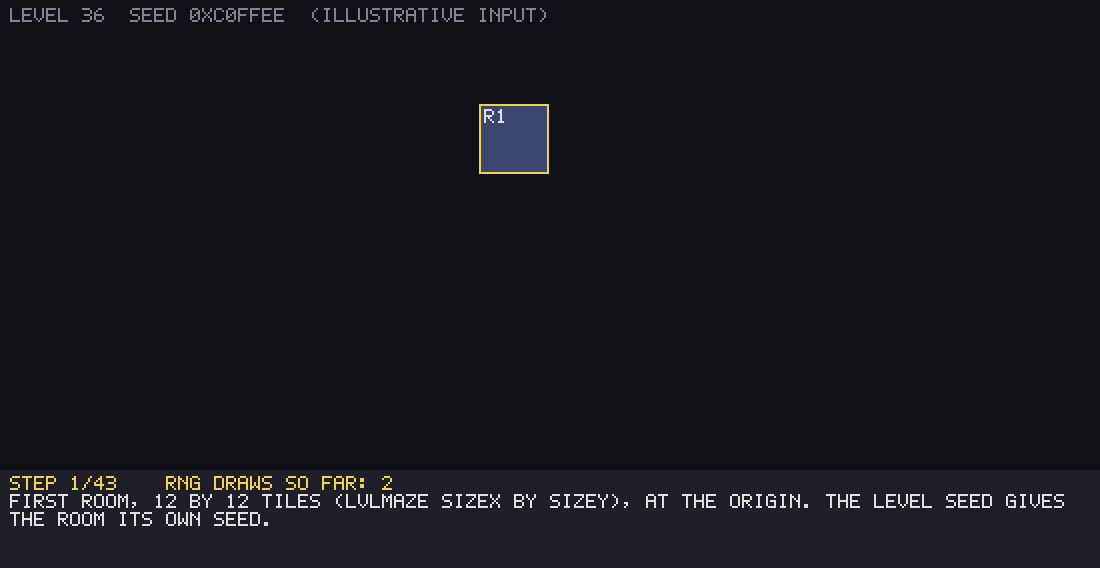 LEVEL 36  SEED 0XC0FFEE  (ILLUSTRATIVE INPUT)
R1
STEP 1/43    RNG DRAWS SO FAR: 2
FIRST ROOM, 12 BY 12 TILES (LVLMAZE SIZEX BY SIZEY), AT THE ORIGIN. THE LEVEL SEED GIVES
THE ROOM ITS OWN SEED.